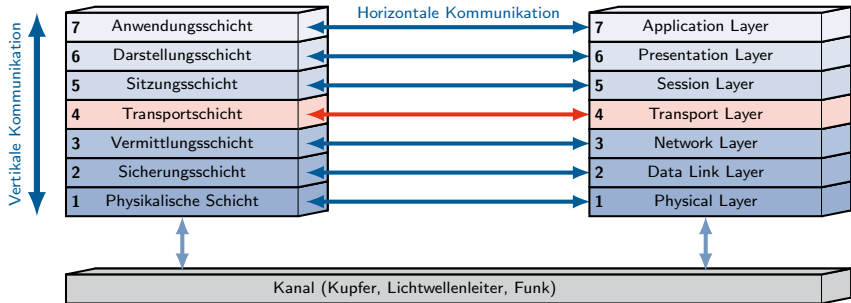 Horizontale Kommunikation
Vertikale Kommunikation
7 Anwendungsschicht 7 Application Layer
6 Darstellungsschicht 6 Presentation Layer
5 Sitzungsschicht 5 Session Layer
4 Transportschicht 4 Transport Layer
3 Vermittlungsschicht 3 Network Layer
2 Sicherungsschicht 2 Data Link Layer
1 Physikalische Schicht 1 Physical Layer
Kanal (Kupfer, Lichtwellenleiter, Funk)